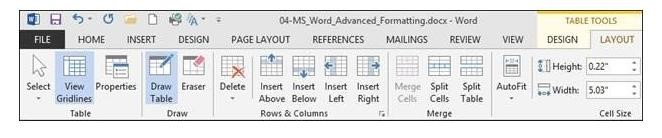 04-MS_Word_Advanced_Formatting.docx - Word
TABLE TOOLS
FILE HOME INSERT DESIGN PAGE LAYOUT REFERENCES MAILINGS REVIEW VIEW DESIGN LAYOUT
Select View Gridlines Properties Draw Table Eraser Delete Insert Above Insert Below Insert Left Insert Right Merge Cells Split Cells Split Table AutoFit
Height: 0.22"
Width: 5.03"
Table Draw Rows & Columns Merge Cell Size